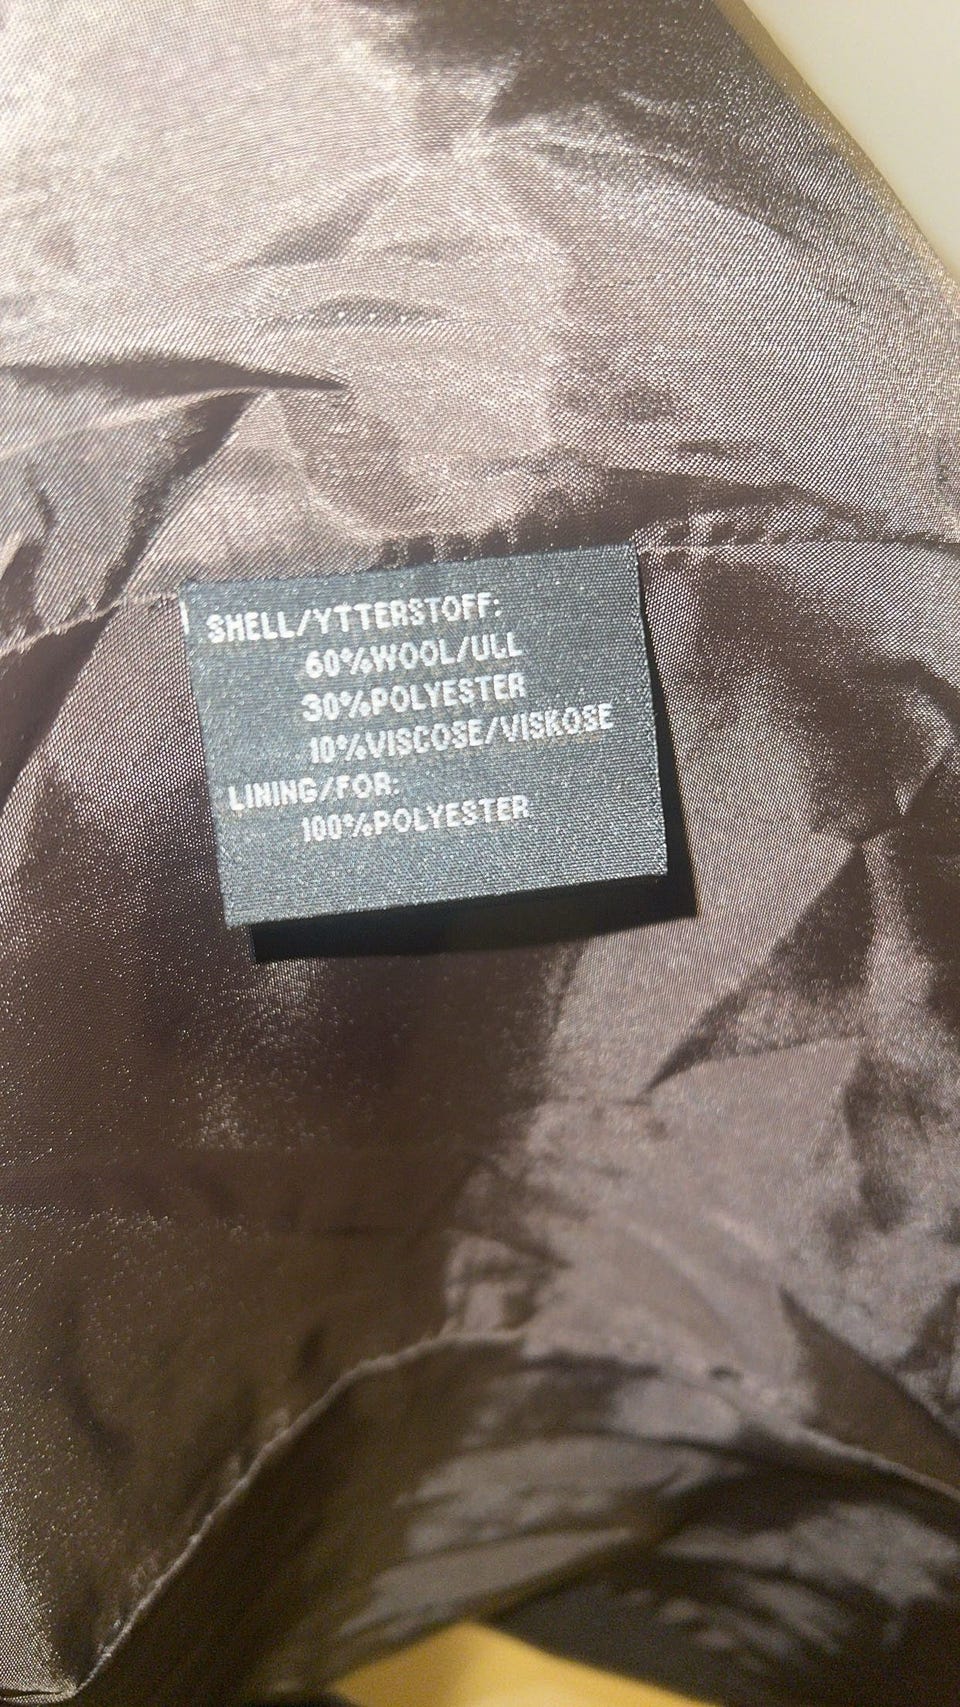 SHELL/YTTERSTOFF:
60%WOOL/ULL
30%POLYESTER
10%VISCOSE/VISKOSE
LINING/FOR:
100%POLYESTER